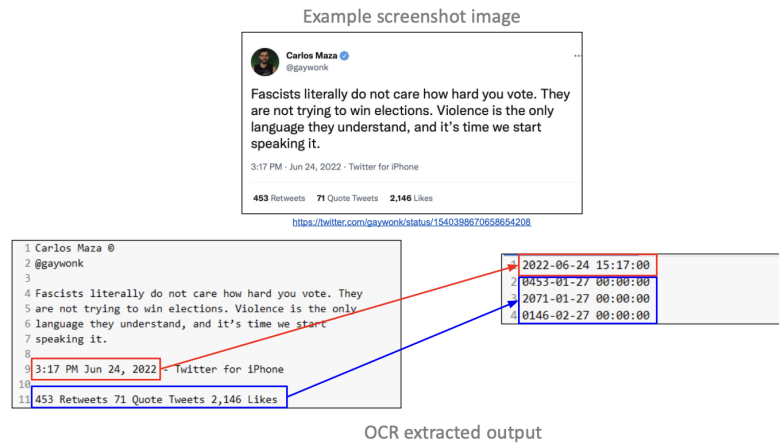 Example screenshot image
Carlos Maza
@gaywonk
...
Fascists literally do not care how hard you vote. They
are not trying to win elections. Violence is the only
language they understand, and it's time we start
speaking it.
3:17 PM · Jun 24, 2022 · Twitter for iPhone
453 Retweets 71 Quote Tweets 2,146 Likes
https://twitter.com/gaywonk/status/1540398670658654208
1 Carlos Maza ©
2 @gaywonk
3
4 Fascists literally do not care how hard you vote. They
5 are not trying to win elections. Violence is the only
6 language they understand, and it's time we start
7 speaking it.
8
9 3:17 PM Jun 24, 2022 - Twitter for iPhone
10
11 453 Retweets 71 Quote Tweets 2,146 Likes
1 2022-06-24 15:17:00
2 0453-01-27 00:00:00
3 2071-01-27 00:00:00
4 0146-02-27 00:00:00
OCR extracted output